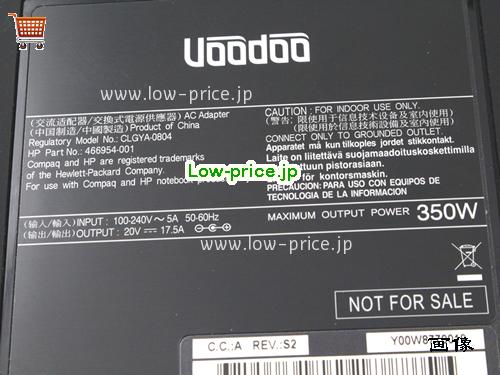 VooDoo
www.low-price.jp
(交流适配器/交換式電源供應器) AC Adapter
(中国制造/中國製造) Product of China
Regulatory Model No.: CLGYA-0804
HP Part No.: 466954-001
Compaq and HP are registered trademarks
of the Hewlett-Packard Company.
For use with Compaq and HP notebook
CAUTION: FOR INDOOR USE ONLY.
(警告: 限使用于信息技术设备及室内使用)
(限使用於信息技術設備及室內使用)
CONNECT ONLY TO GROUNDED OUTLET.
Apparatet må kun tilkoples jordet stikkontakt.
Laite on liitettävä suojamaadoituskoskettimilla
varustettuun pistorasiaan.
för kontorsmaskin.
PRECAUCION: PARA USO CON EQUIPOS DE
TECNOLOGIA DE LA INFORMACION
Low-price.jp
(输入/輸入) INPUT: 100-240V～5A 50-60Hz
(输出/輸出) OUTPUT: 20V ⎓ 17.5A
MAXIMUM OUTPUT POWER 350W
www.low-price.jp
NOT FOR SALE
C.C.:A REV.:S2
画像